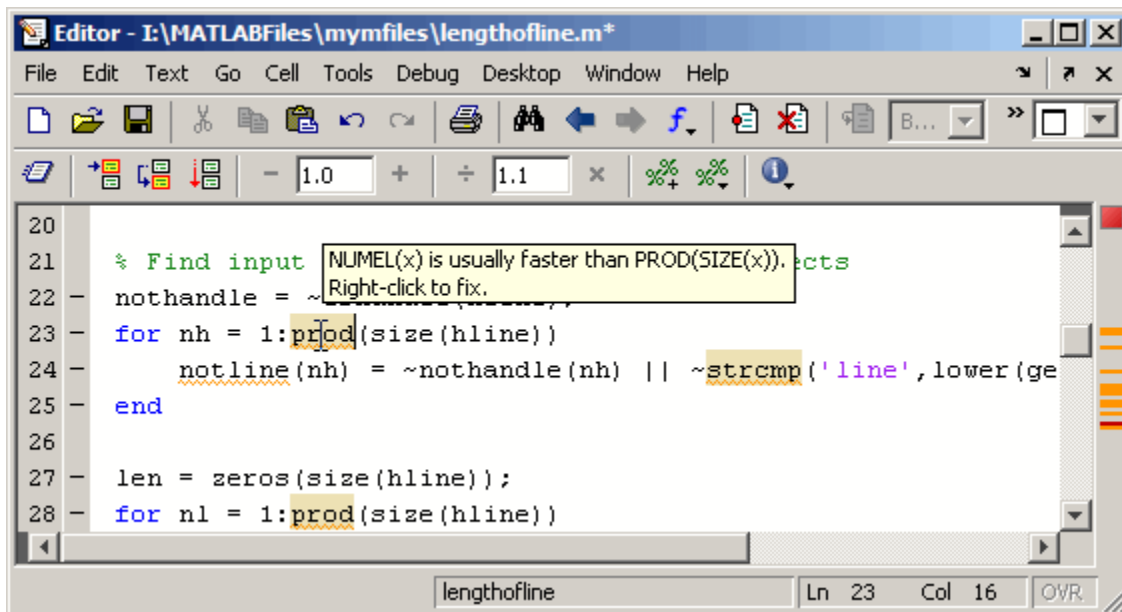 Editor - I:\MATLABFiles\mymfiles\lengthofline.m*
File Edit Text Go Cell Tools Debug Desktop Window Help
B...
1.0 1.1
20
21 % Find input cts
NUMEL(x) is usually faster than PROD(SIZE(x)).
Right-click to fix.
22 - nothandle = ~
23 - for nh = 1:prod(size(hline))
24 - notline(nh) = ~nothandle(nh) || ~strcmp('line',lower(ge
25 - end
26
27 - len = zeros(size(hline));
28 - for nl = 1:prod(size(hline))
lengthofline Ln 23 Col 16 OVR